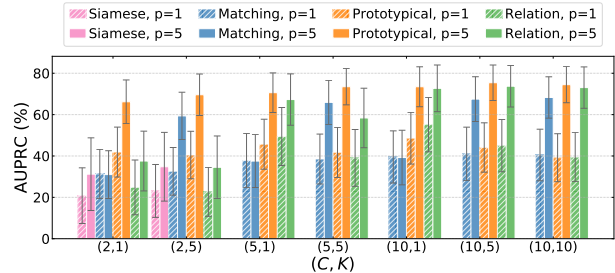 Siamese, p=1 Matching, p=1 Prototypical, p=1 Relation, p=1
Siamese, p=5 Matching, p=5 Prototypical, p=5 Relation, p=5
AUPRC (%)
80
60
40
20
0
(2,1) (2,5) (5,1) (5,5) (10,1) (10,5) (10,10)
(C, K)